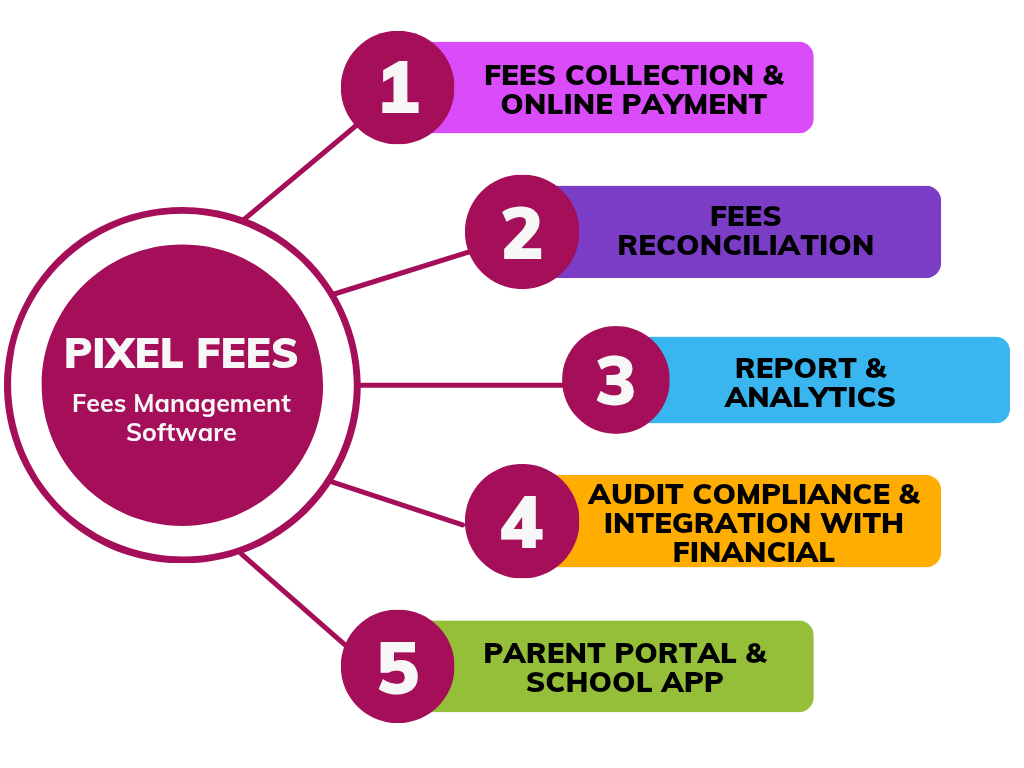 1
FEES COLLECTION &
ONLINE PAYMENT
2
FEES
RECONCILIATION
PIXEL FEES
Fees Management
Software
3
REPORT &
ANALYTICS
4
AUDIT COMPLIANCE &
INTEGRATION WITH
FINANCIAL
5
PARENT PORTAL &
SCHOOL APP